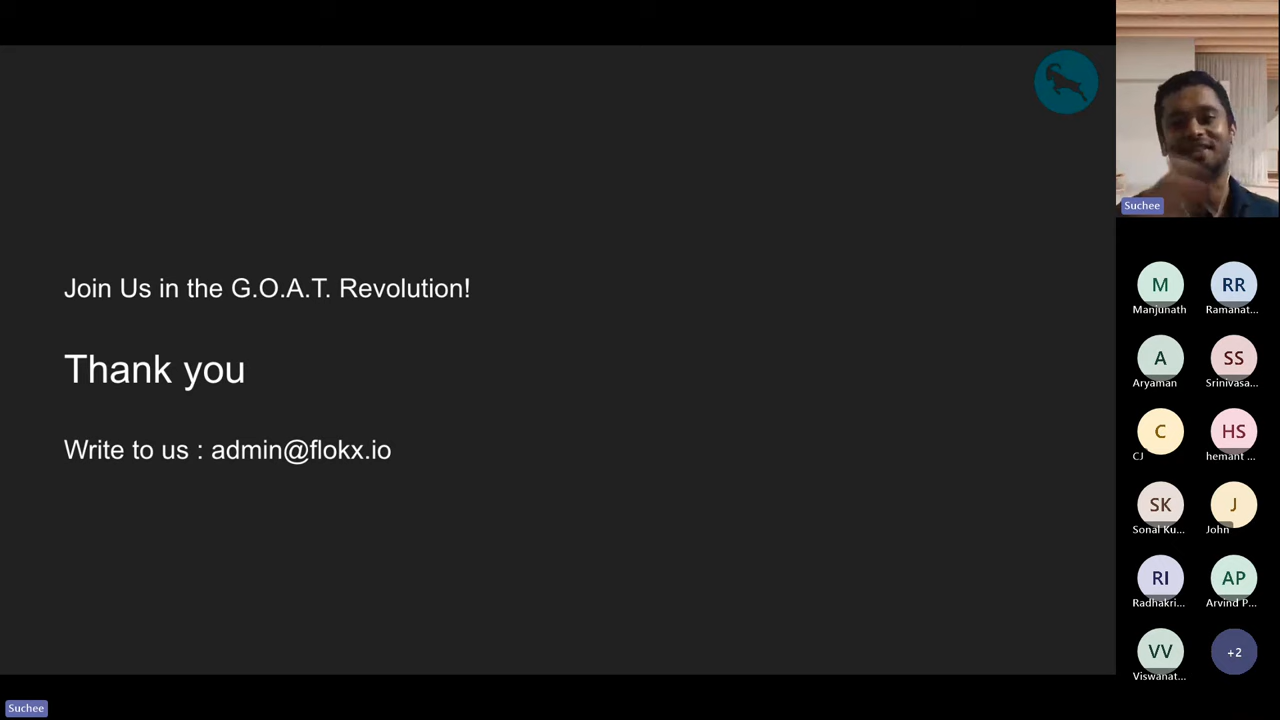 Join Us in the G.O.A.T. Revolution!
Thank you
Write to us : admin@flokx.io
Suchee
M
RR
Manjunath
Ramanat...
A
SS
Aryaman
Srinivasa...
C
HS
CJ
hemant ...
SK
J
Sonal Ku...
John
RI
AP
Radhakri...
Arvind P...
VV
+2
Viswanat...
Suchee